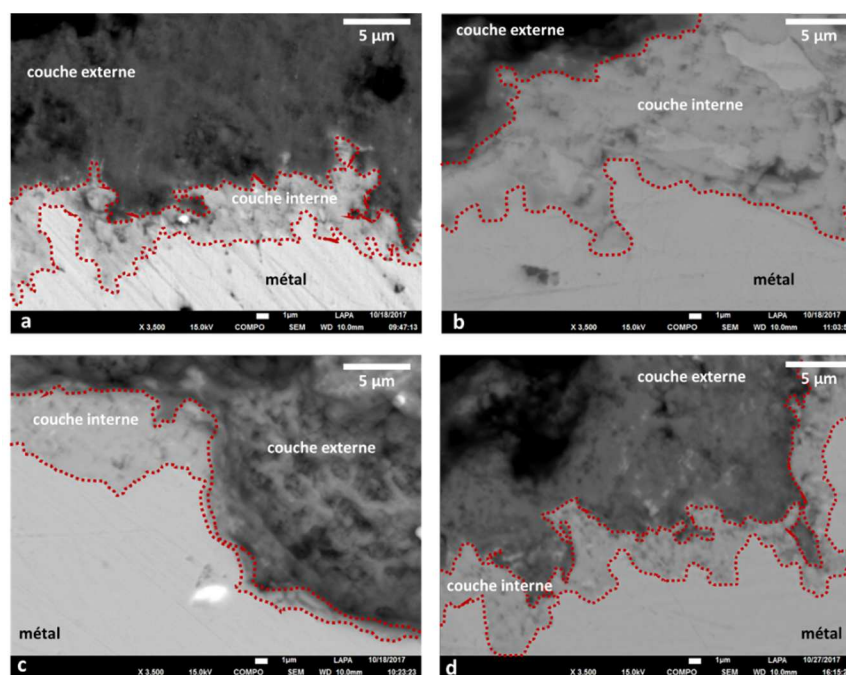 5 µm
couche externe
couche interne
métal
a
1µm LAPA 10/18/2017
X 3,500 15.0kV COMPO SEM WD 10.0mm 09:47:13
5 µm
couche externe
couche interne
métal
b
1µm LAPA 10/18/2017
X 3,500 15.0kV COMPO SEM WD 10.0mm
5 µm
couche interne
couche externe
métal
c
1µm LAPA 10/18/2017
X 3,500 15.0kV COMPO SEM WD 10.0mm 10:23:23
5 µm
couche externe
couche interne
métal
d
1µm LAPA 10/27/2017
X 3,500 15.0kV COMPO SEM WD 10.0mm